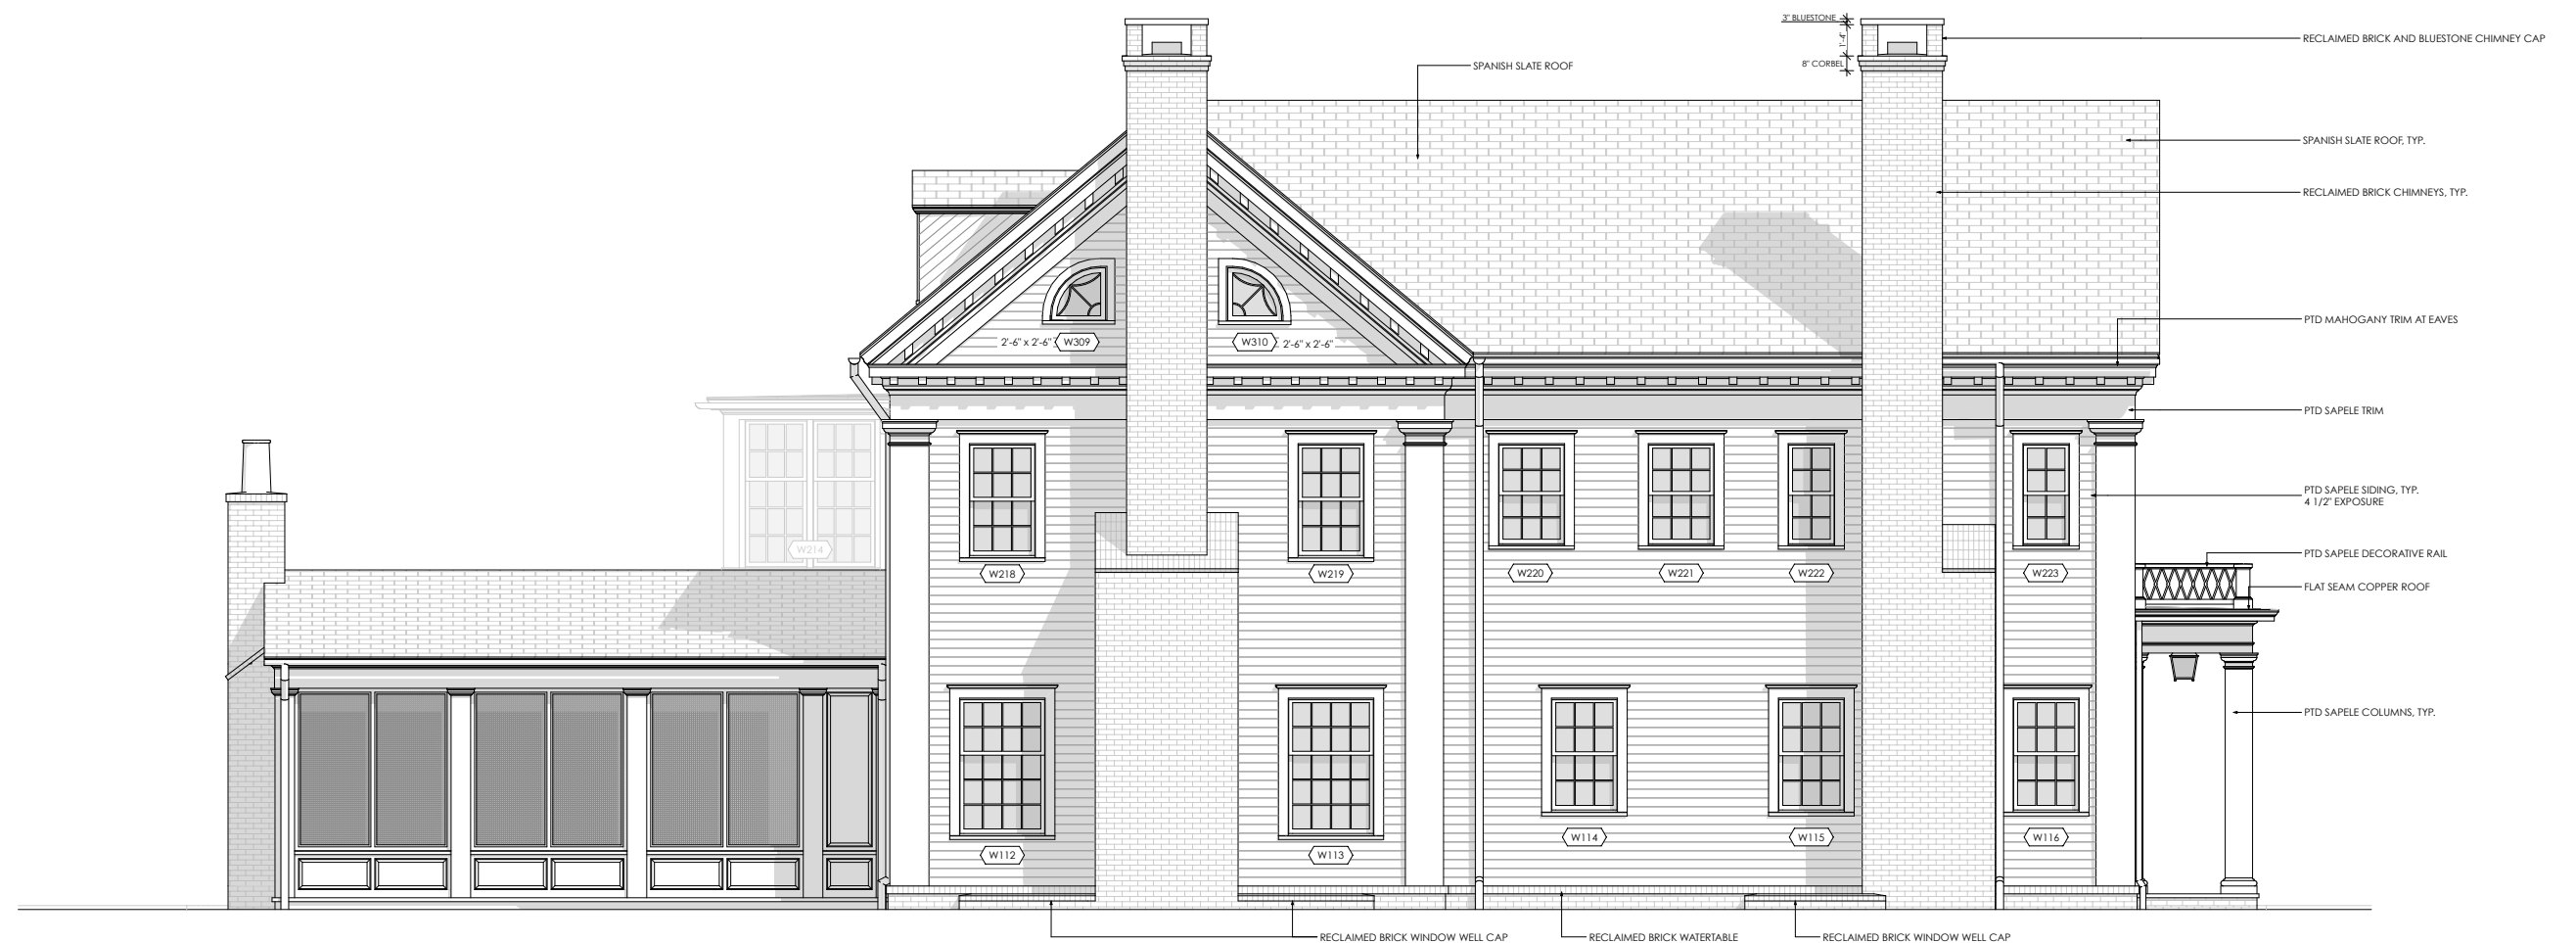 3" BLUESTONE
1'-4"
8" CORBEL
RECLAIMED BRICK AND BLUESTONE CHIMNEY CAP
SPANISH SLATE ROOF
SPANISH SLATE ROOF, TYP.
RECLAIMED BRICK CHIMNEYS, TYP.
PTD MAHOGANY TRIM AT EAVES
2'-6" x 2'-6" W309
W310 2'-6" x 2'-6"
PTD SAPELE TRIM
PTD SAPELE SIDING, TYP.
4 1/2" EXPOSURE
W214
PTD SAPELE DECORATIVE RAIL
W218
W219
W220
W221
W222
W223
FLAT SEAM COPPER ROOF
PTD SAPELE COLUMNS, TYP.
W112
W113
W114
W115
W116
RECLAIMED BRICK WINDOW WELL CAP
RECLAIMED BRICK WATERTABLE
RECLAIMED BRICK WINDOW WELL CAP